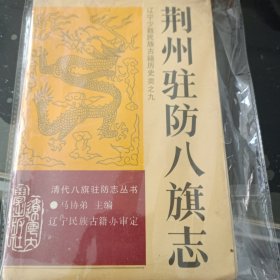 荆州驻防八旗志
辽宁少数民族古籍历史类之九
清代八旗驻防志丛书
●马协弟 主编
辽宁民族古籍办审定